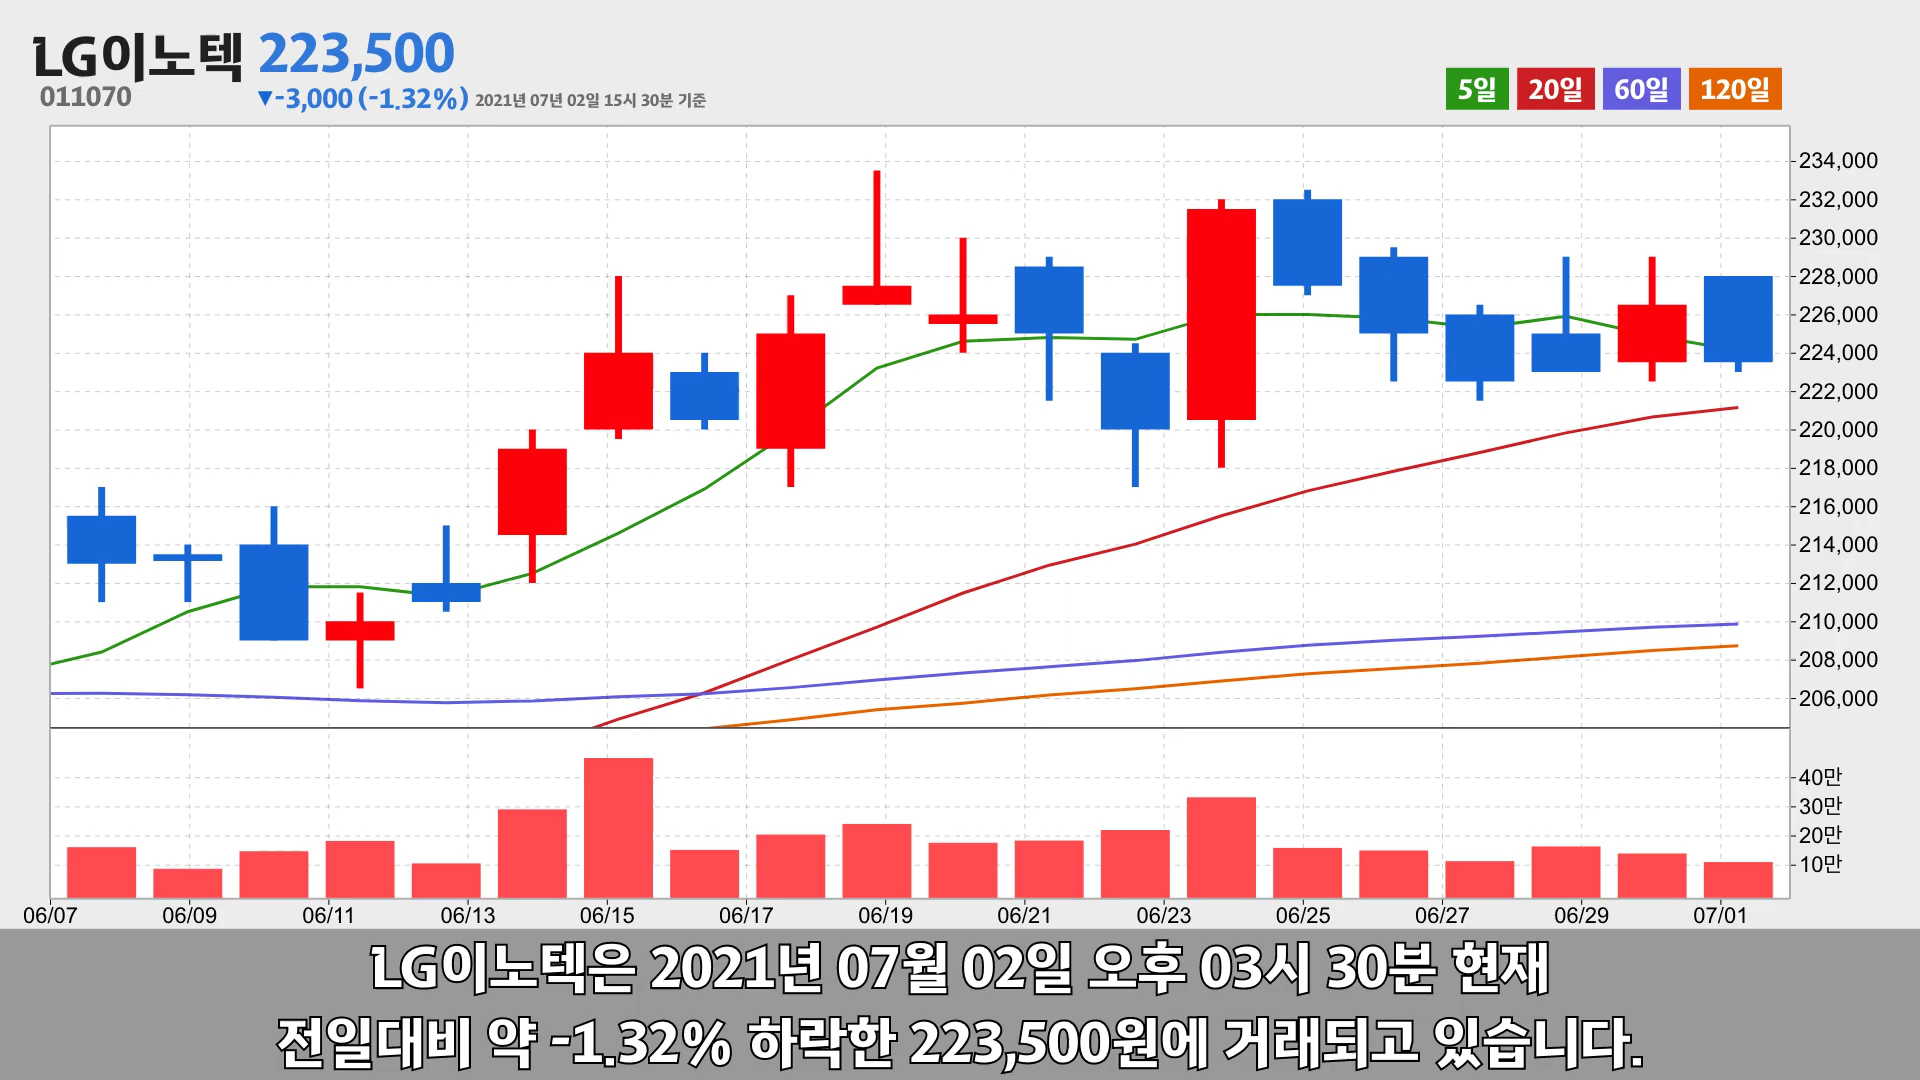 LG이노텍 223,500
011070 ▼-3,000 (-1.32%) 2021년 07년 02일 15시 30분 기준
5일 20일 60일 120일
234,000
232,000
230,000
228,000
226,000
224,000
222,000
220,000
218,000
216,000
214,000
212,000
210,000
208,000
206,000
40만
30만
20만
10만
06/07 06/09 06/11 06/13 06/15 06/17 06/19 06/21 06/23 06/25 06/27 06/29 07/01
LG이노텍은 2021년 07월 02일 오후 03시 30분 현재
전일대비 약 -1.32% 하락한 223,500원에 거래되고 있습니다.